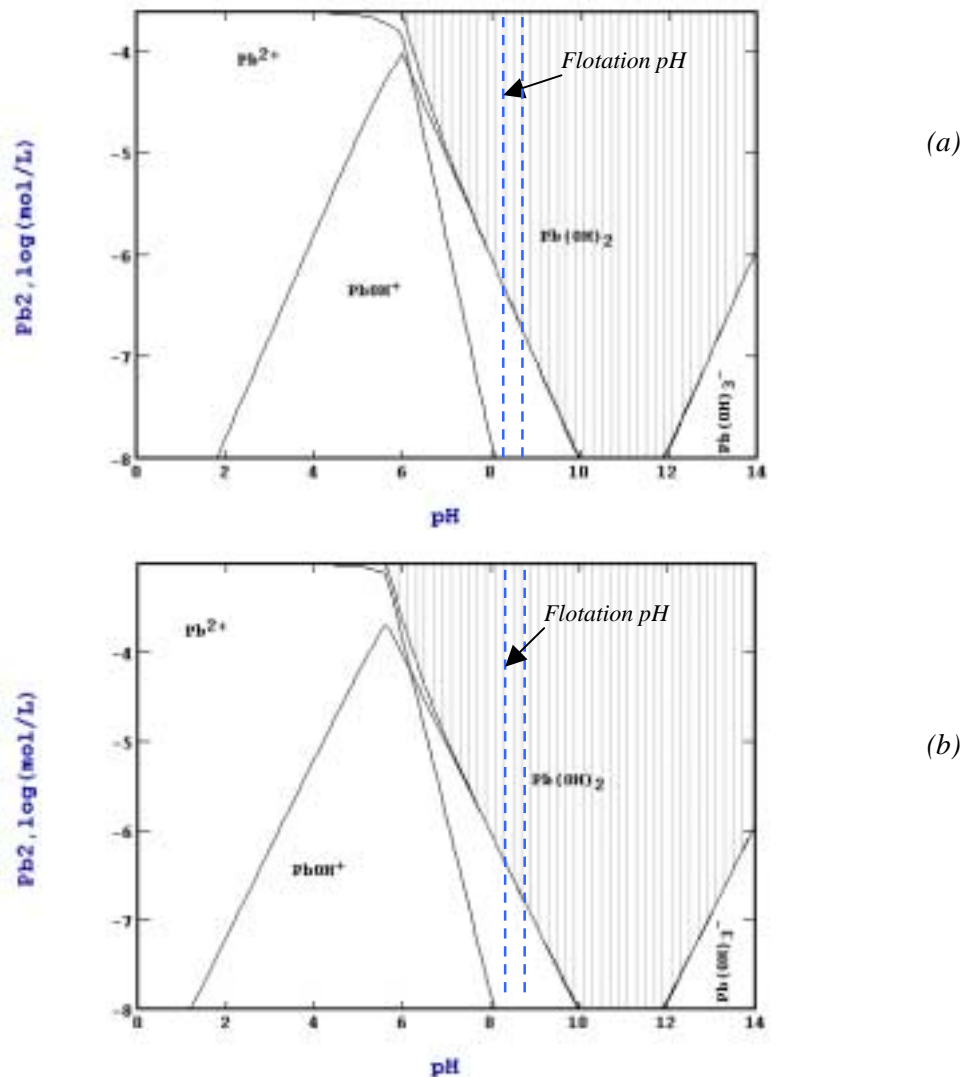 Pb2+
Flotation pH
(a)
-4
-5
-6
-7
-8
Pb2,log(mol/L)
Pb(OH)2
PbOH+
Pb(OH)3-
0 2 4 6 8 10 12 14
pH
Pb2+
Flotation pH
(b)
-4
-5
-6
-7
-8
Pb2,log(mol/L)
Pb(OH)2
PbOH+
Pb(OH)3-
0 2 4 6 8 10 12 14
pH